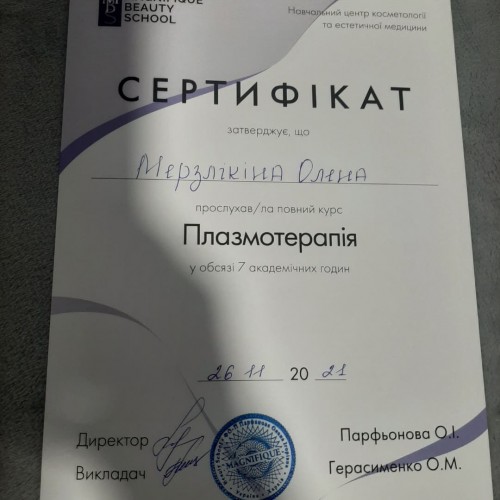 BEAUTY
SCHOOL
Навчальний центр косметології
та естетичної медицини
СЕРТИФІКАТ
затверджує, що
Мерзлікіна Олена
прослухав/ла повний курс
Плазмотерапія
у обсязі 7 академічних годин
26 11 20 21
Директор
Парфьонова О.І.
MAGNIFIQUE
Викладач
Герасименко О.М.